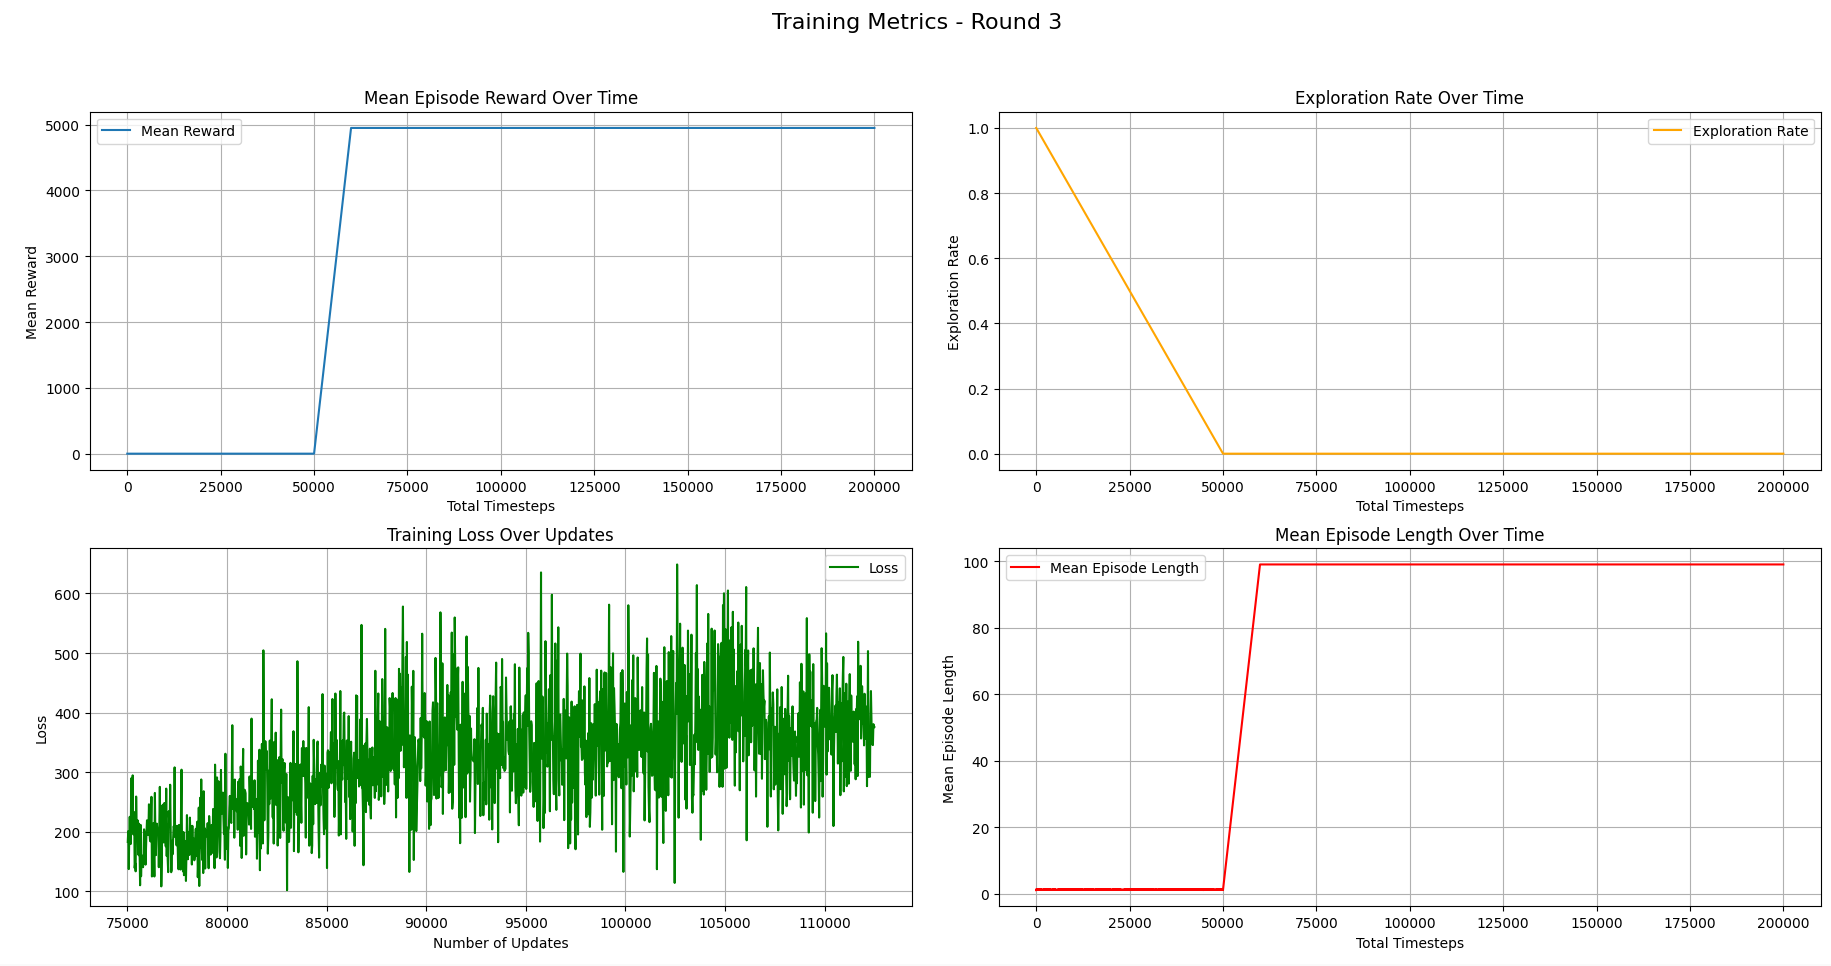 Training Metrics - Round 3
Mean Episode Reward Over Time
Mean Reward
5000
4000
3000
2000
1000
0
Mean Reward
0 25000 50000 75000 100000 125000 150000 175000 200000
Total Timesteps
Exploration Rate Over Time
Exploration Rate
1.0
0.8
0.6
0.4
0.2
0.0
Exploration Rate
0 25000 50000 75000 100000 125000 150000 175000 200000
Total Timesteps
Training Loss Over Updates
Loss
600
500
400
300
200
100
Loss
75000 80000 85000 90000 95000 100000 105000 110000
Number of Updates
Mean Episode Length Over Time
Mean Episode Length
100
80
60
40
20
0
Mean Episode Length
0 25000 50000 75000 100000 125000 150000 175000 200000
Total Timesteps